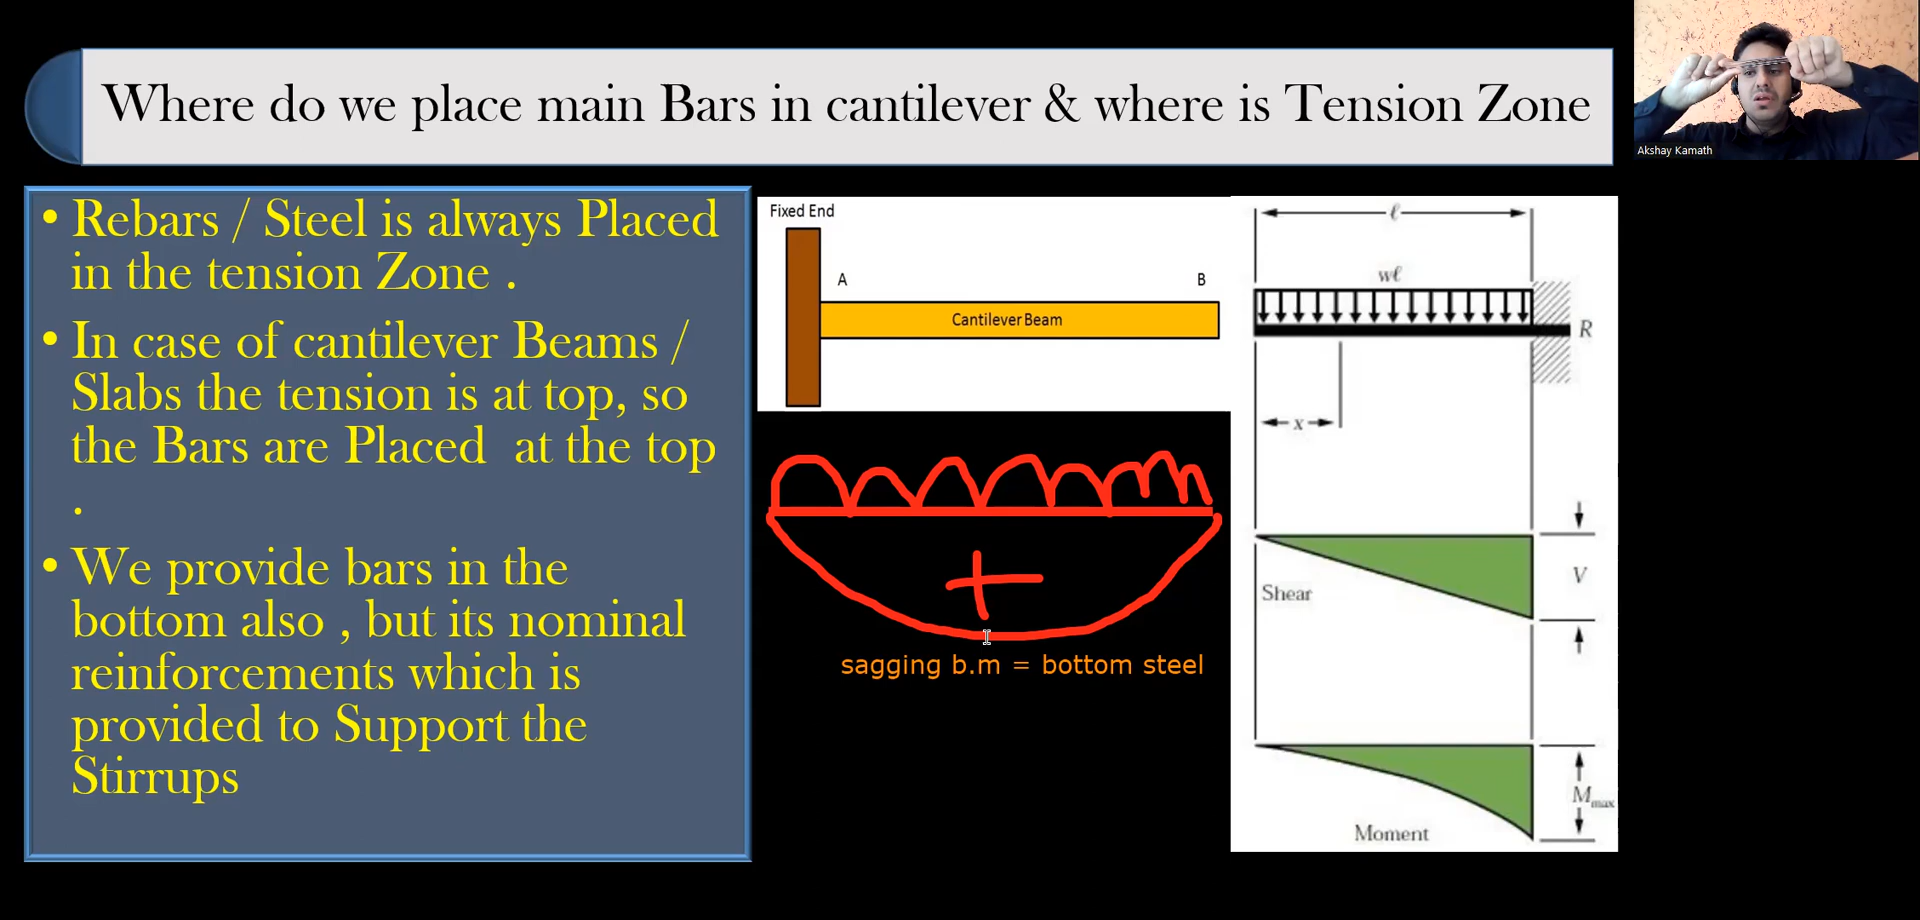 Where do we place main Bars in cantilever & where is Tension Zone
Akshay Kamath
• Rebars / Steel is always Placed
in the tension Zone .
• In case of cantilever Beams /
Slabs the tension is at top, so
the Bars are Placed at the top
.
• We provide bars in the
bottom also , but its nominal
reinforcements which is
provided to Support the
Stirrups
Fixed End
A
B
Cantilever Beam
+
sagging b.m = bottom steel
ℓ
wℓ
R
x
Shear
V
M max
Moment